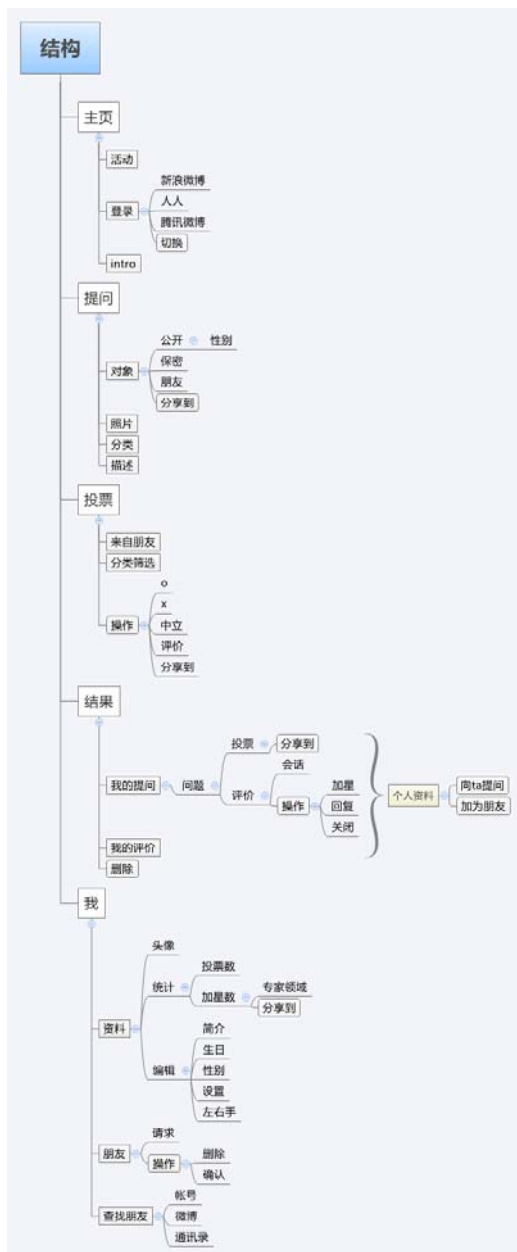 结构
主页
活动
登录
新浪微博
人人
腾讯微博
切换
intro
提问
对象
公开
性别
保密
朋友
分享到
照片
分类
描述
投票
来自朋友
分类筛选
操作
o
x
中立
评价
分享到
结果
我的提问
问题
投票
分享到
评价
会话
操作
加星
回复
关闭
个人资料
向ta提问
加为朋友
我的评价
删除
我
资料
头像
统计
投票数
加星数
专家领域
分享到
编辑
简介
生日
性别
设置
左右手
朋友
请求
操作
删除
确认
查找朋友
帐号
微博
通讯录